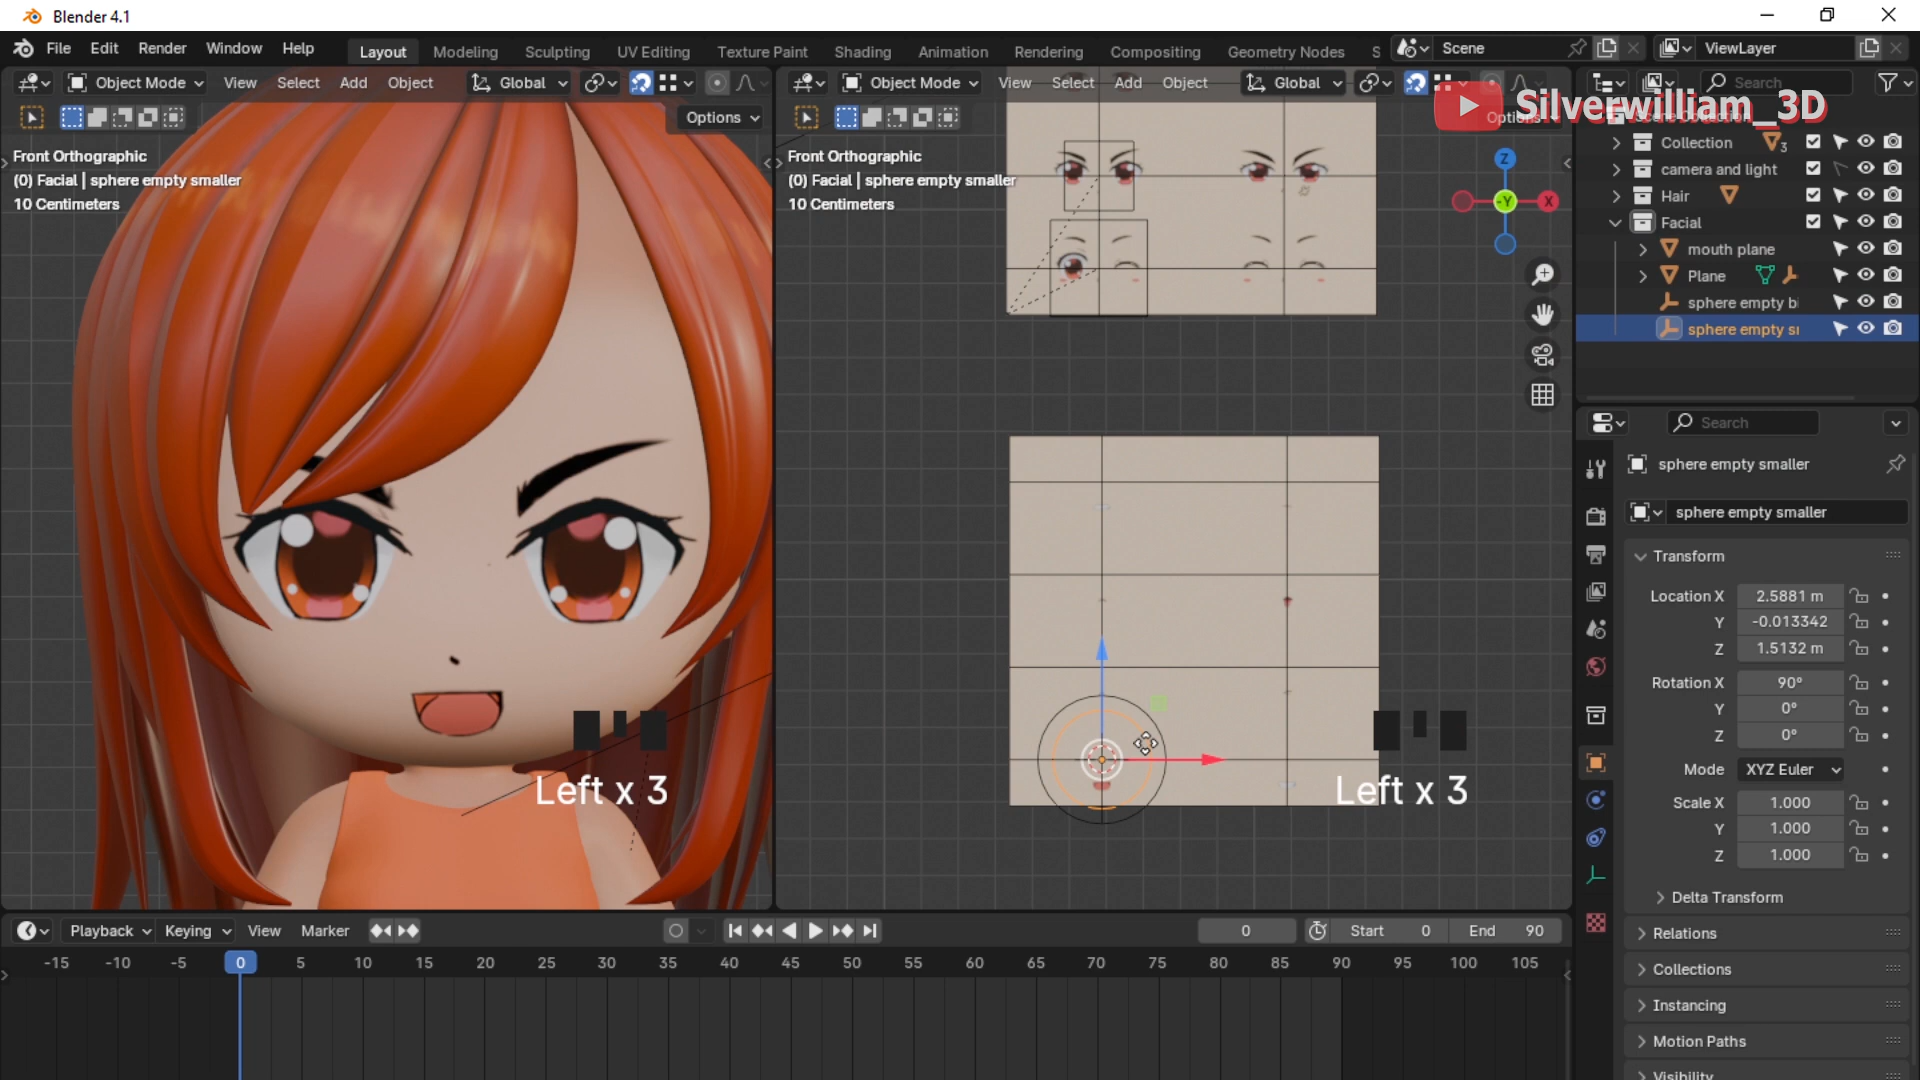 Blender 4.1
File Edit Render Window Help
Layout Modeling Sculpting UV Editing Texture Paint Shading Animation Rendering Compositing Geometry Nodes S
Scene
ViewLayer
Object Mode View Select Add Object Global
Object Mode View Select Add Object Global
Search
Options
Options
Silverwilliam_3D
Front Orthographic
(0) Facial | sphere empty smaller
10 Centimeters
Front Orthographic
(0) Facial | sphere empty smaller
10 Centimeters
Z
-Y
X
Collection 3
camera and light
Hair
Facial
mouth plane
Plane
sphere empty bi
sphere empty s
Search
sphere empty smaller
sphere empty smaller
Transform
Location X 2.5881 m
Y -0.013342
Z 1.5132 m
Rotation X 90°
Y 0°
Z 0°
Mode XYZ Euler
Scale X 1.000
Y 1.000
Z 1.000
Delta Transform
Relations
Collections
Instancing
Motion Paths
Visibility
Left x 3
Left x 3
Playback Keying View Marker
0 Start 0 End 90
-15 -10 -5 0 5 10 15 20 25 30 35 40 45 50 55 60 65 70 75 80 85 90 95 100 105